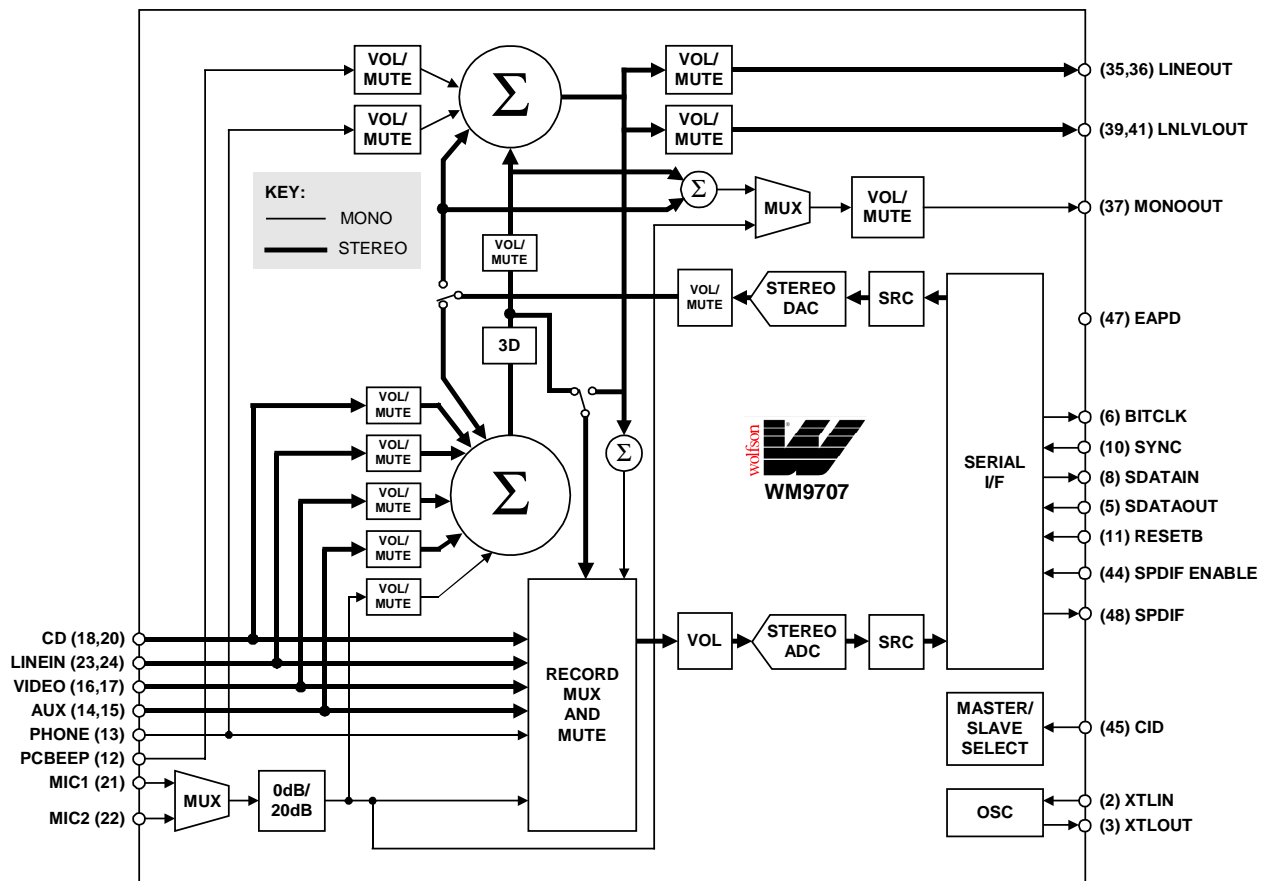 VOL/
MUTE
Σ
VOL/
MUTE
(35,36) LINEOUT
VOL/
MUTE
VOL/
MUTE
(39,41) LNLVLOUT
KEY:
MONO
STEREO
Σ
MUX
VOL/
MUTE
(37) MONOOUT
VOL/
MUTE
VOL/
MUTE
STEREO
DAC
SRC
(47) EAPD
3D
VOL/
MUTE
VOL/
MUTE
VOL/
MUTE
VOL/
MUTE
VOL/
MUTE
Σ
Σ
wolfson
®
WM9707
SERIAL
I/F
(6) BITCLK
(10) SYNC
(8) SDATAIN
(5) SDATAOUT
(11) RESETB
(44) SPDIF ENABLE
(48) SPDIF
CD (18,20)
LINEIN (23,24)
VIDEO (16,17)
AUX (14,15)
PHONE (13)
PCBEEP (12)
MIC1 (21)
MIC2 (22)
MUX
0dB/
20dB
RECORD
MUX
AND
MUTE
VOL
STEREO
ADC
SRC
MASTER/
SLAVE
SELECT
(45) CID
OSC
(2) XTLIN
(3) XTLOUT